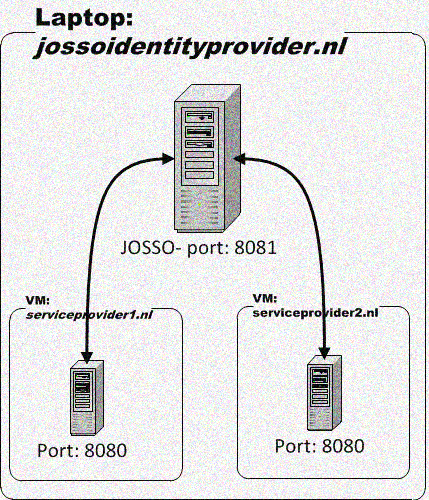 Laptop:
jossoidentityprovider.nl
JOSSO- port: 8081
VM:
serviceprovider1.nl
Port: 8080
VM:
serviceprovider2.nl
Port: 8080